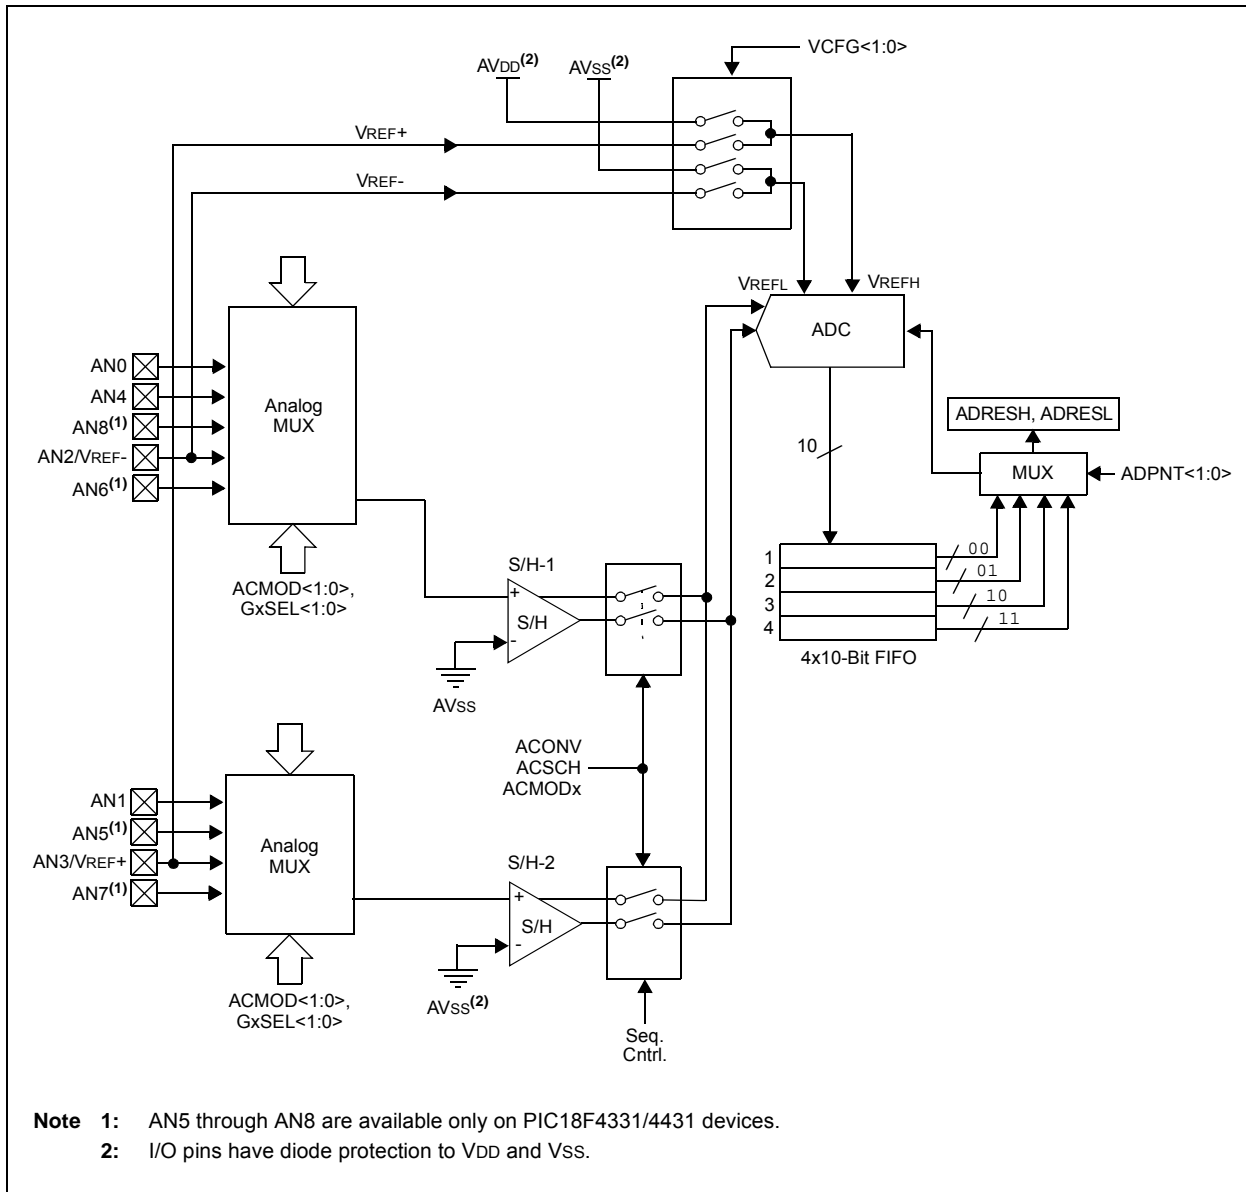 VCFG<1:0>
AVDD(2)
AVSS(2)
VREF+
VREF-
VREFL
VREFH
ADC
AN0
AN4
AN8(1)
AN2/VREF-
AN6(1)
Analog
MUX
ACMOD<1:0>,
GxSEL<1:0>
10
ADRESH, ADRESL
MUX
ADPNT<1:0>
1
2
3
4
00
01
10
11
4x10-Bit FIFO
S/H-1
+
S/H
-
AVSS
ACONV
ACSCH
ACMODx
AN1
AN5(1)
AN3/VREF+
AN7(1)
Analog
MUX
ACMOD<1:0>,
GxSEL<1:0>
S/H-2
+
S/H
-
AVSS(2)
Seq.
Cntrl.
Note 1: AN5 through AN8 are available only on PIC18F4331/4431 devices.
2: I/O pins have diode protection to VDD and VSS.